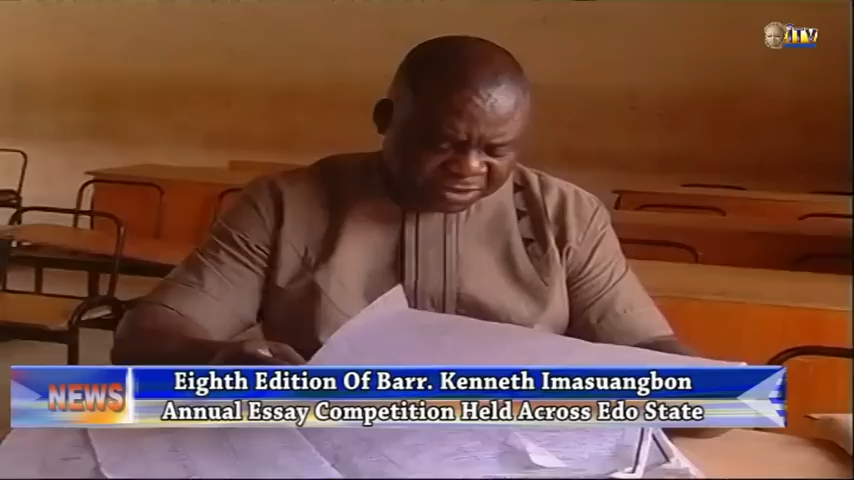 iTV
NEWS
Eighth Edition Of Barr. Kenneth Imasuangbon
Annual Essay Competition Held Across Edo State